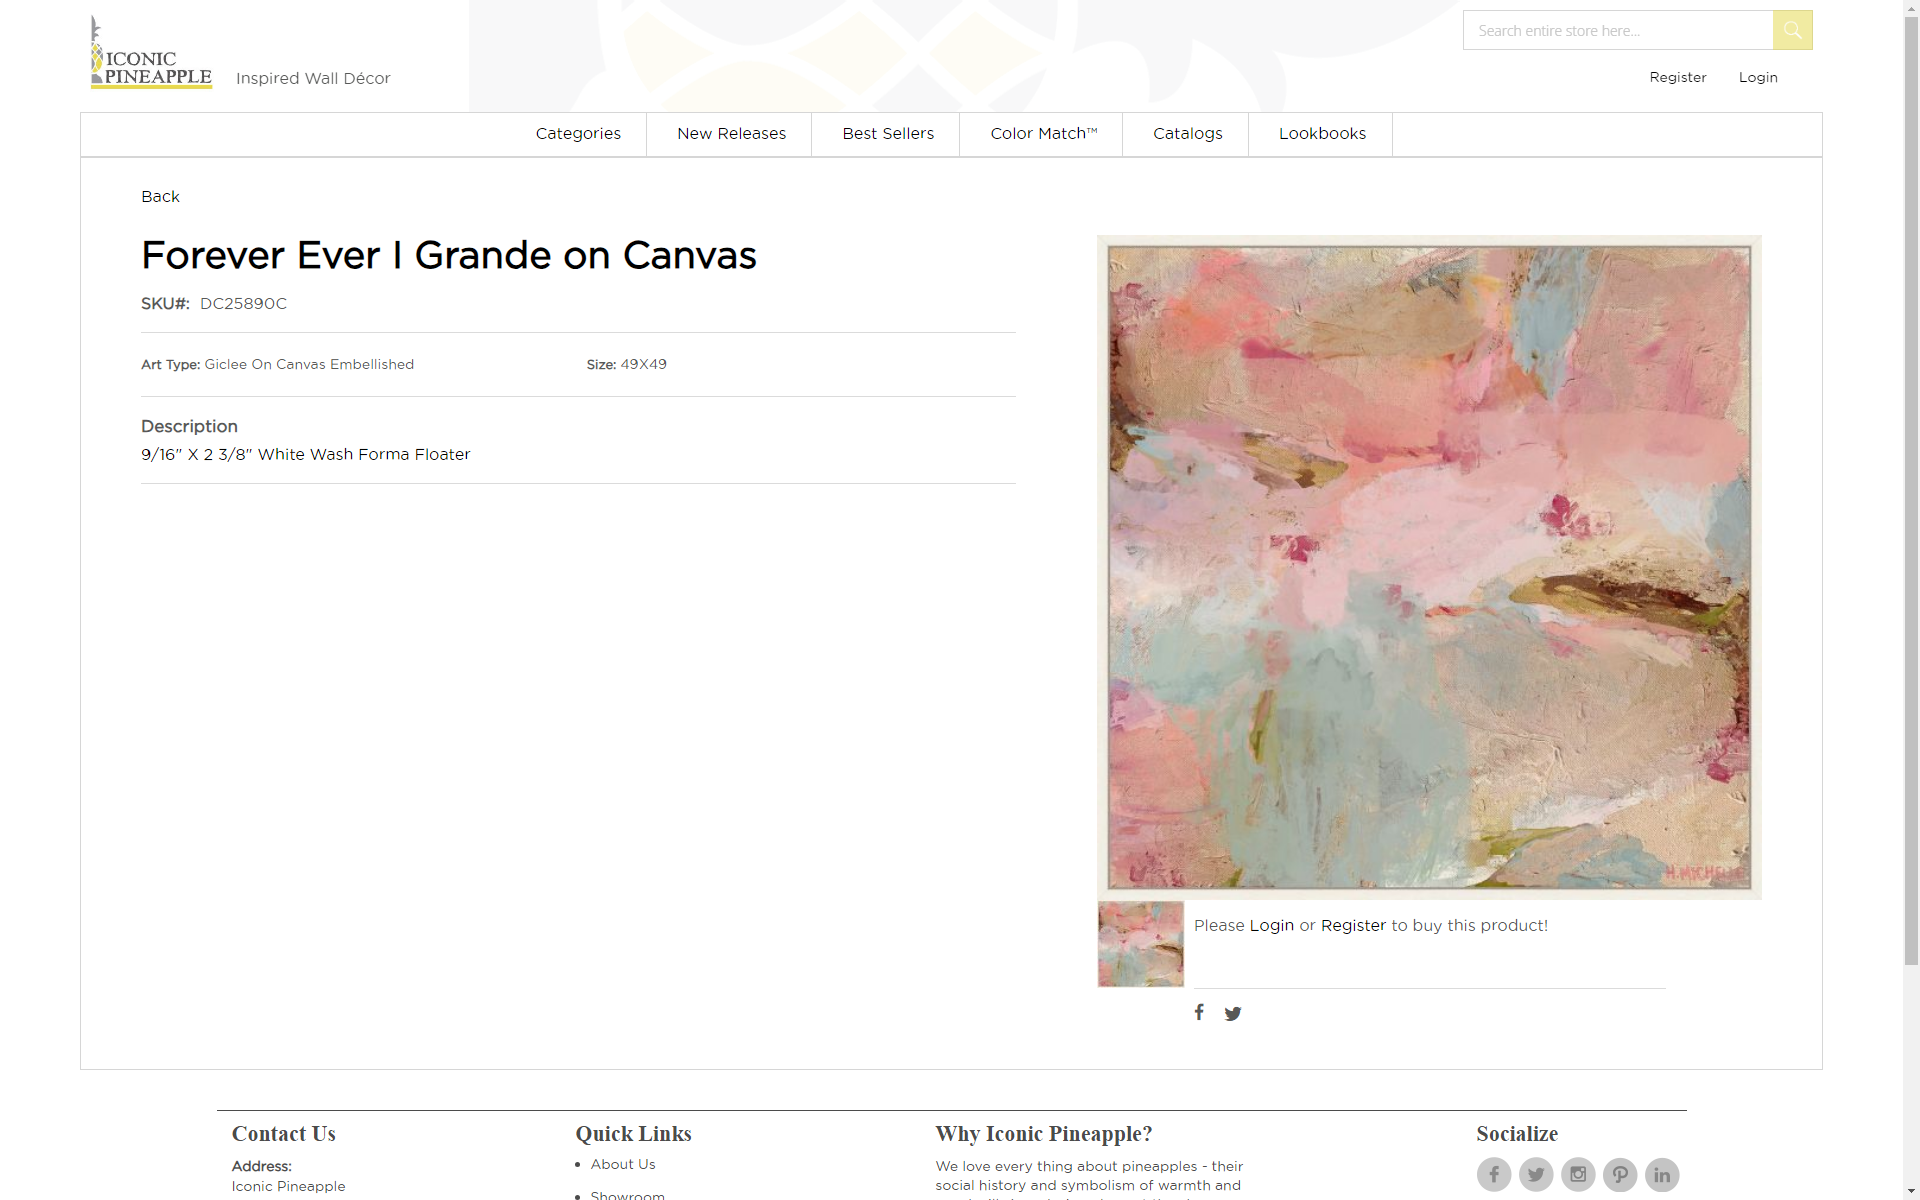 ICONIC
PINEAPPLE
Inspired Wall Décor
Search entire store here...
Register
Login
Categories
New Releases
Best Sellers
Color Match™
Catalogs
Lookbooks
Back
Forever Ever I Grande on Canvas
SKU#: DC25890C
Art Type: Giclee On Canvas Embellished
Size: 49X49
Description
9/16" X 2 3/8" White Wash Forma Floater
H.MICHELLE
Please Login or Register to buy this product!
Contact Us
Address:
Iconic Pineapple
Quick Links
About Us
Showroom
Why Iconic Pineapple?
We love every thing about pineapples - their
social history and symbolism of warmth and
Socialize